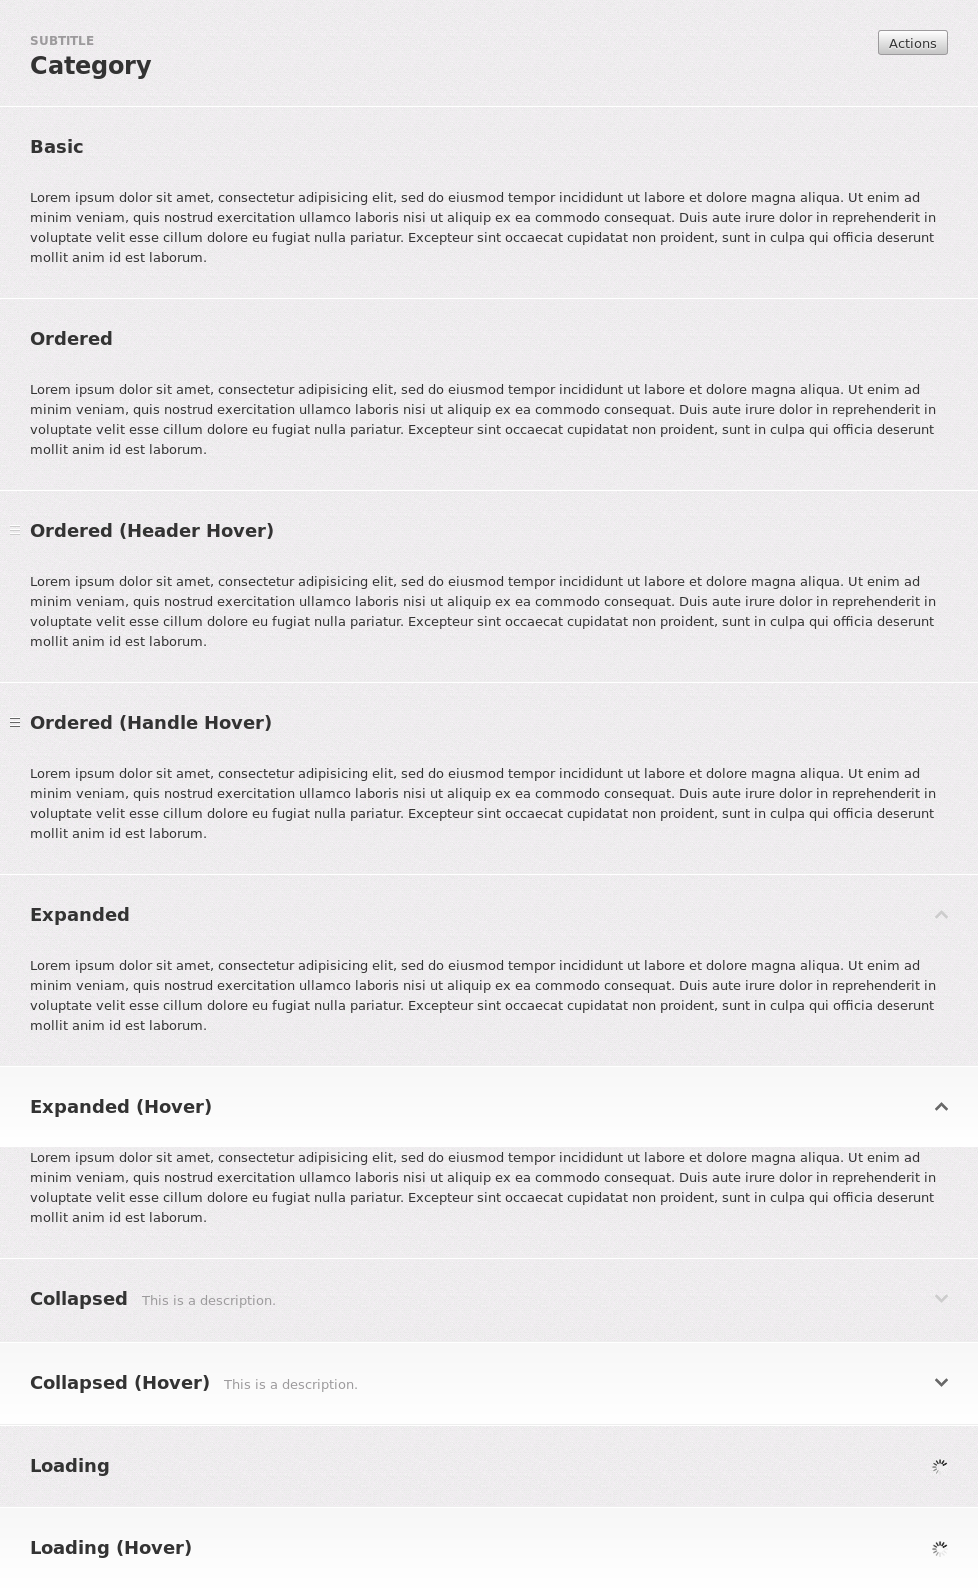 SUBTITLE
Category
Actions
Basic
Lorem ipsum dolor sit amet, consectetur adipisicing elit, sed do eiusmod tempor incididunt ut labore et dolore magna aliqua. Ut enim ad
minim veniam, quis nostrud exercitation ullamco laboris nisi ut aliquip ex ea commodo consequat. Duis aute irure dolor in reprehenderit in
voluptate velit esse cillum dolore eu fugiat nulla pariatur. Excepteur sint occaecat cupidatat non proident, sunt in culpa qui officia deserunt
mollit anim id est laborum.
Ordered
Lorem ipsum dolor sit amet, consectetur adipisicing elit, sed do eiusmod tempor incididunt ut labore et dolore magna aliqua. Ut enim ad
minim veniam, quis nostrud exercitation ullamco laboris nisi ut aliquip ex ea commodo consequat. Duis aute irure dolor in reprehenderit in
voluptate velit esse cillum dolore eu fugiat nulla pariatur. Excepteur sint occaecat cupidatat non proident, sunt in culpa qui officia deserunt
mollit anim id est laborum.
Ordered (Header Hover)
Lorem ipsum dolor sit amet, consectetur adipisicing elit, sed do eiusmod tempor incididunt ut labore et dolore magna aliqua. Ut enim ad
minim veniam, quis nostrud exercitation ullamco laboris nisi ut aliquip ex ea commodo consequat. Duis aute irure dolor in reprehenderit in
voluptate velit esse cillum dolore eu fugiat nulla pariatur. Excepteur sint occaecat cupidatat non proident, sunt in culpa qui officia deserunt
mollit anim id est laborum.
Ordered (Handle Hover)
Lorem ipsum dolor sit amet, consectetur adipisicing elit, sed do eiusmod tempor incididunt ut labore et dolore magna aliqua. Ut enim ad
minim veniam, quis nostrud exercitation ullamco laboris nisi ut aliquip ex ea commodo consequat. Duis aute irure dolor in reprehenderit in
voluptate velit esse cillum dolore eu fugiat nulla pariatur. Excepteur sint occaecat cupidatat non proident, sunt in culpa qui officia deserunt
mollit anim id est laborum.
Expanded
Lorem ipsum dolor sit amet, consectetur adipisicing elit, sed do eiusmod tempor incididunt ut labore et dolore magna aliqua. Ut enim ad
minim veniam, quis nostrud exercitation ullamco laboris nisi ut aliquip ex ea commodo consequat. Duis aute irure dolor in reprehenderit in
voluptate velit esse cillum dolore eu fugiat nulla pariatur. Excepteur sint occaecat cupidatat non proident, sunt in culpa qui officia deserunt
mollit anim id est laborum.
Expanded (Hover)
Lorem ipsum dolor sit amet, consectetur adipisicing elit, sed do eiusmod tempor incididunt ut labore et dolore magna aliqua. Ut enim ad
minim veniam, quis nostrud exercitation ullamco laboris nisi ut aliquip ex ea commodo consequat. Duis aute irure dolor in reprehenderit in
voluptate velit esse cillum dolore eu fugiat nulla pariatur. Excepteur sint occaecat cupidatat non proident, sunt in culpa qui officia deserunt
mollit anim id est laborum.
Collapsed This is a description.
Collapsed (Hover) This is a description.
Loading
Loading (Hover)